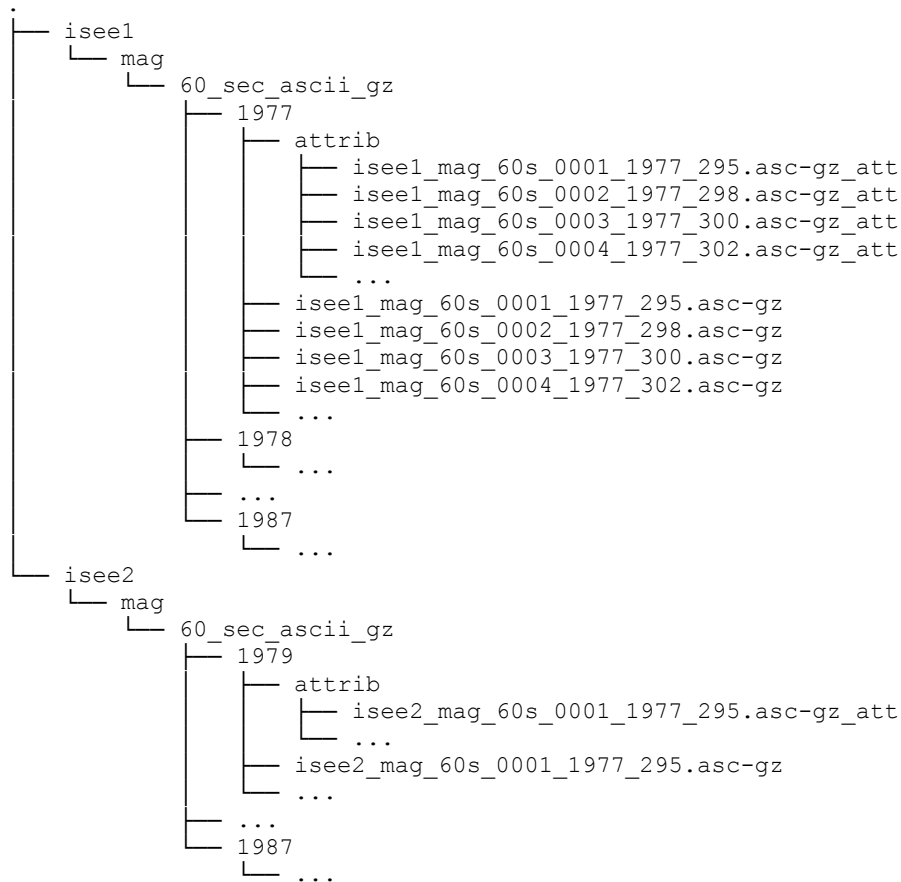 .
├── isee1
│   └── mag
│       └── 60_sec_ascii_gz
│           ├── 1977
│           │   ├── attrib
│           │   │   ├── isee1_mag_60s_0001_1977_295.asc-gz_att
│           │   │   ├── isee1_mag_60s_0002_1977_298.asc-gz_att
│           │   │   ├── isee1_mag_60s_0003_1977_300.asc-gz_att
│           │   │   ├── isee1_mag_60s_0004_1977_302.asc-gz_att
│           │   │   └── ...
│           │   ├── isee1_mag_60s_0001_1977_295.asc-gz
│           │   ├── isee1_mag_60s_0002_1977_298.asc-gz
│           │   ├── isee1_mag_60s_0003_1977_300.asc-gz
│           │   ├── isee1_mag_60s_0004_1977_302.asc-gz
│           │   └── ...
│           ├── 1978
│           │   └── ...
│           ├── ...
│           └── 1987
│               └── ...
└── isee2
    └── mag
        └── 60_sec_ascii_gz
            ├── 1979
            │   ├── attrib
            │   │   ├── isee2_mag_60s_0001_1977_295.asc-gz_att
            │   │   └── ...
            │   ├── isee2_mag_60s_0001_1977_295.asc-gz
            │   └── ...
            ├── ...
            └── 1987
                └── ...